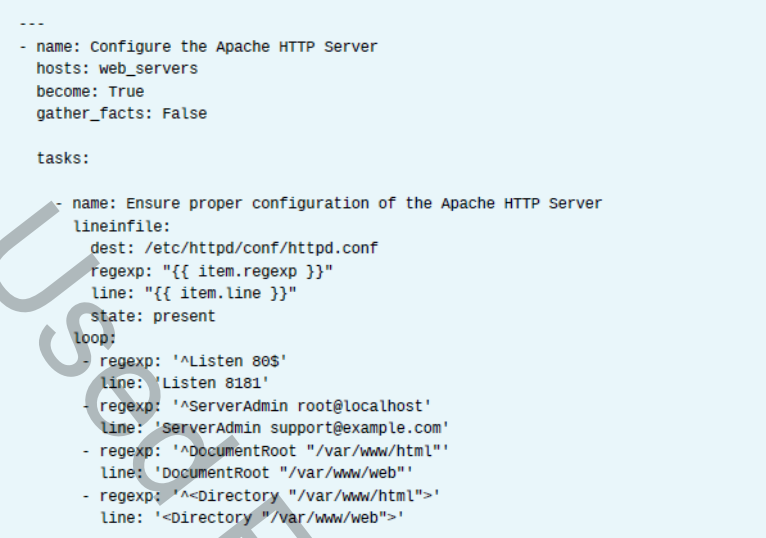 ---
- name: Configure the Apache HTTP Server
  hosts: web_servers
  become: True
  gather_facts: False

  tasks:

    - name: Ensure proper configuration of the Apache HTTP Server
      lineinfile:
        dest: /etc/httpd/conf/httpd.conf
        regexp: "{{ item.regexp }}"
        line: "{{ item.line }}"
        state: present
      loop:
       - regexp: '^Listen 80$'
         line: 'Listen 8181'
       - regexp: '^ServerAdmin root@localhost'
         line: 'ServerAdmin support@example.com'
       - regexp: '^DocumentRoot "/var/www/html"'
         line: 'DocumentRoot "/var/www/web"'
       - regexp: '^<Directory "/var/www/html">'
         line: '<Directory "/var/www/web">'
Used